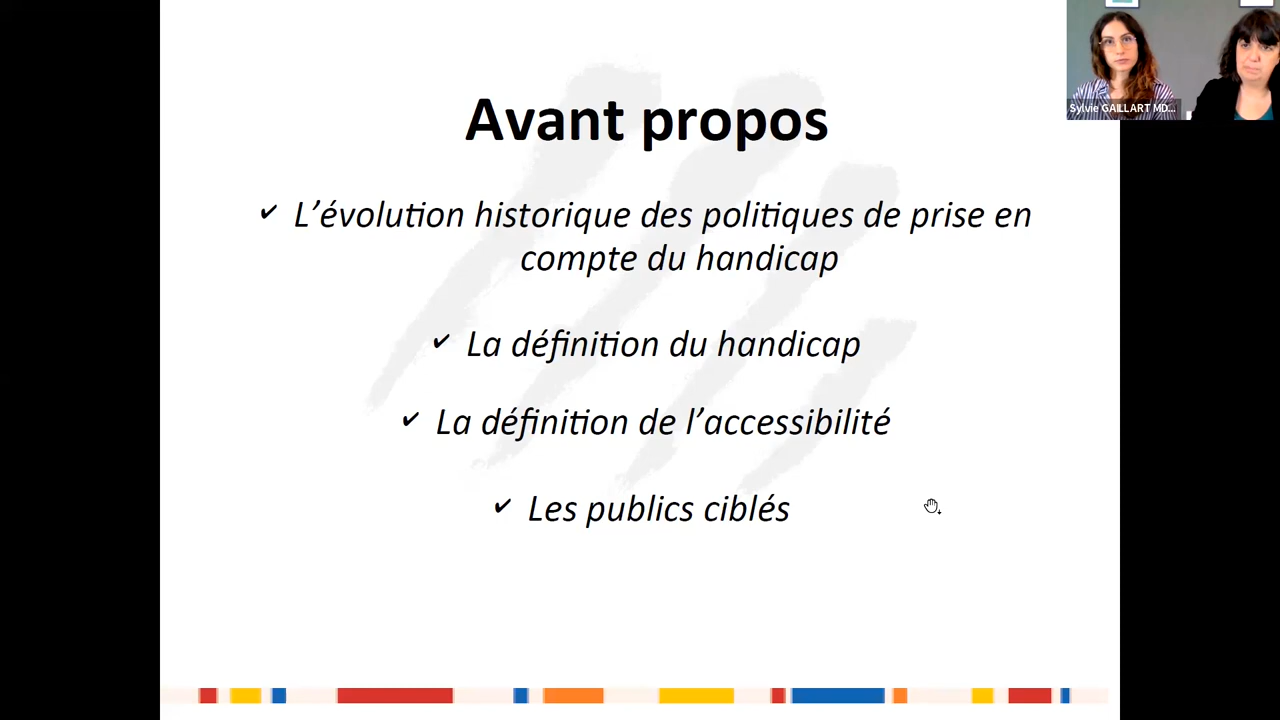 Sylvie GAILLART MD...
Avant propos
✔ L’évolution historique des politiques de prise en
compte du handicap
✔ La définition du handicap
✔ La définition de l’accessibilité
✔ Les publics ciblés